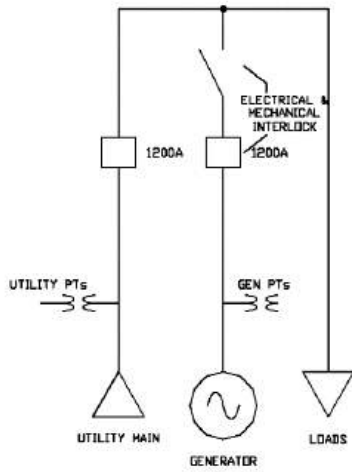 ELECTRICAL &
MECHANICAL
INTERLOCK
1200A
1200A
UTILITY PTs
GEN PTs
UTILITY MAIN
GENERATOR
LOADS